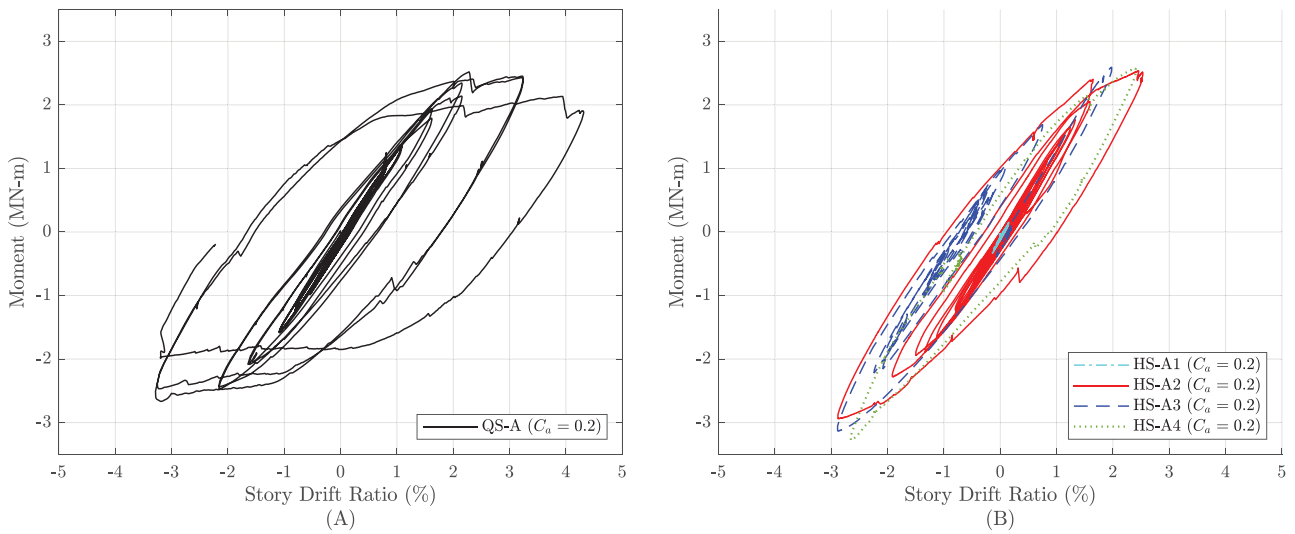 3
2
1
0
-1
-2
-3
Moment (MN-m)
QS-A (C_a = 0.2)
-5 -4 -3 -2 -1 0 1 2 3 4 5
Story Drift Ratio (%)
(A)
3
2
1
0
-1
-2
-3
Moment (MN-m)
HS-A1 (C_a = 0.2)
HS-A2 (C_a = 0.2)
HS-A3 (C_a = 0.2)
HS-A4 (C_a = 0.2)
-5 -4 -3 -2 -1 0 1 2 3 4 5
Story Drift Ratio (%)
(B)